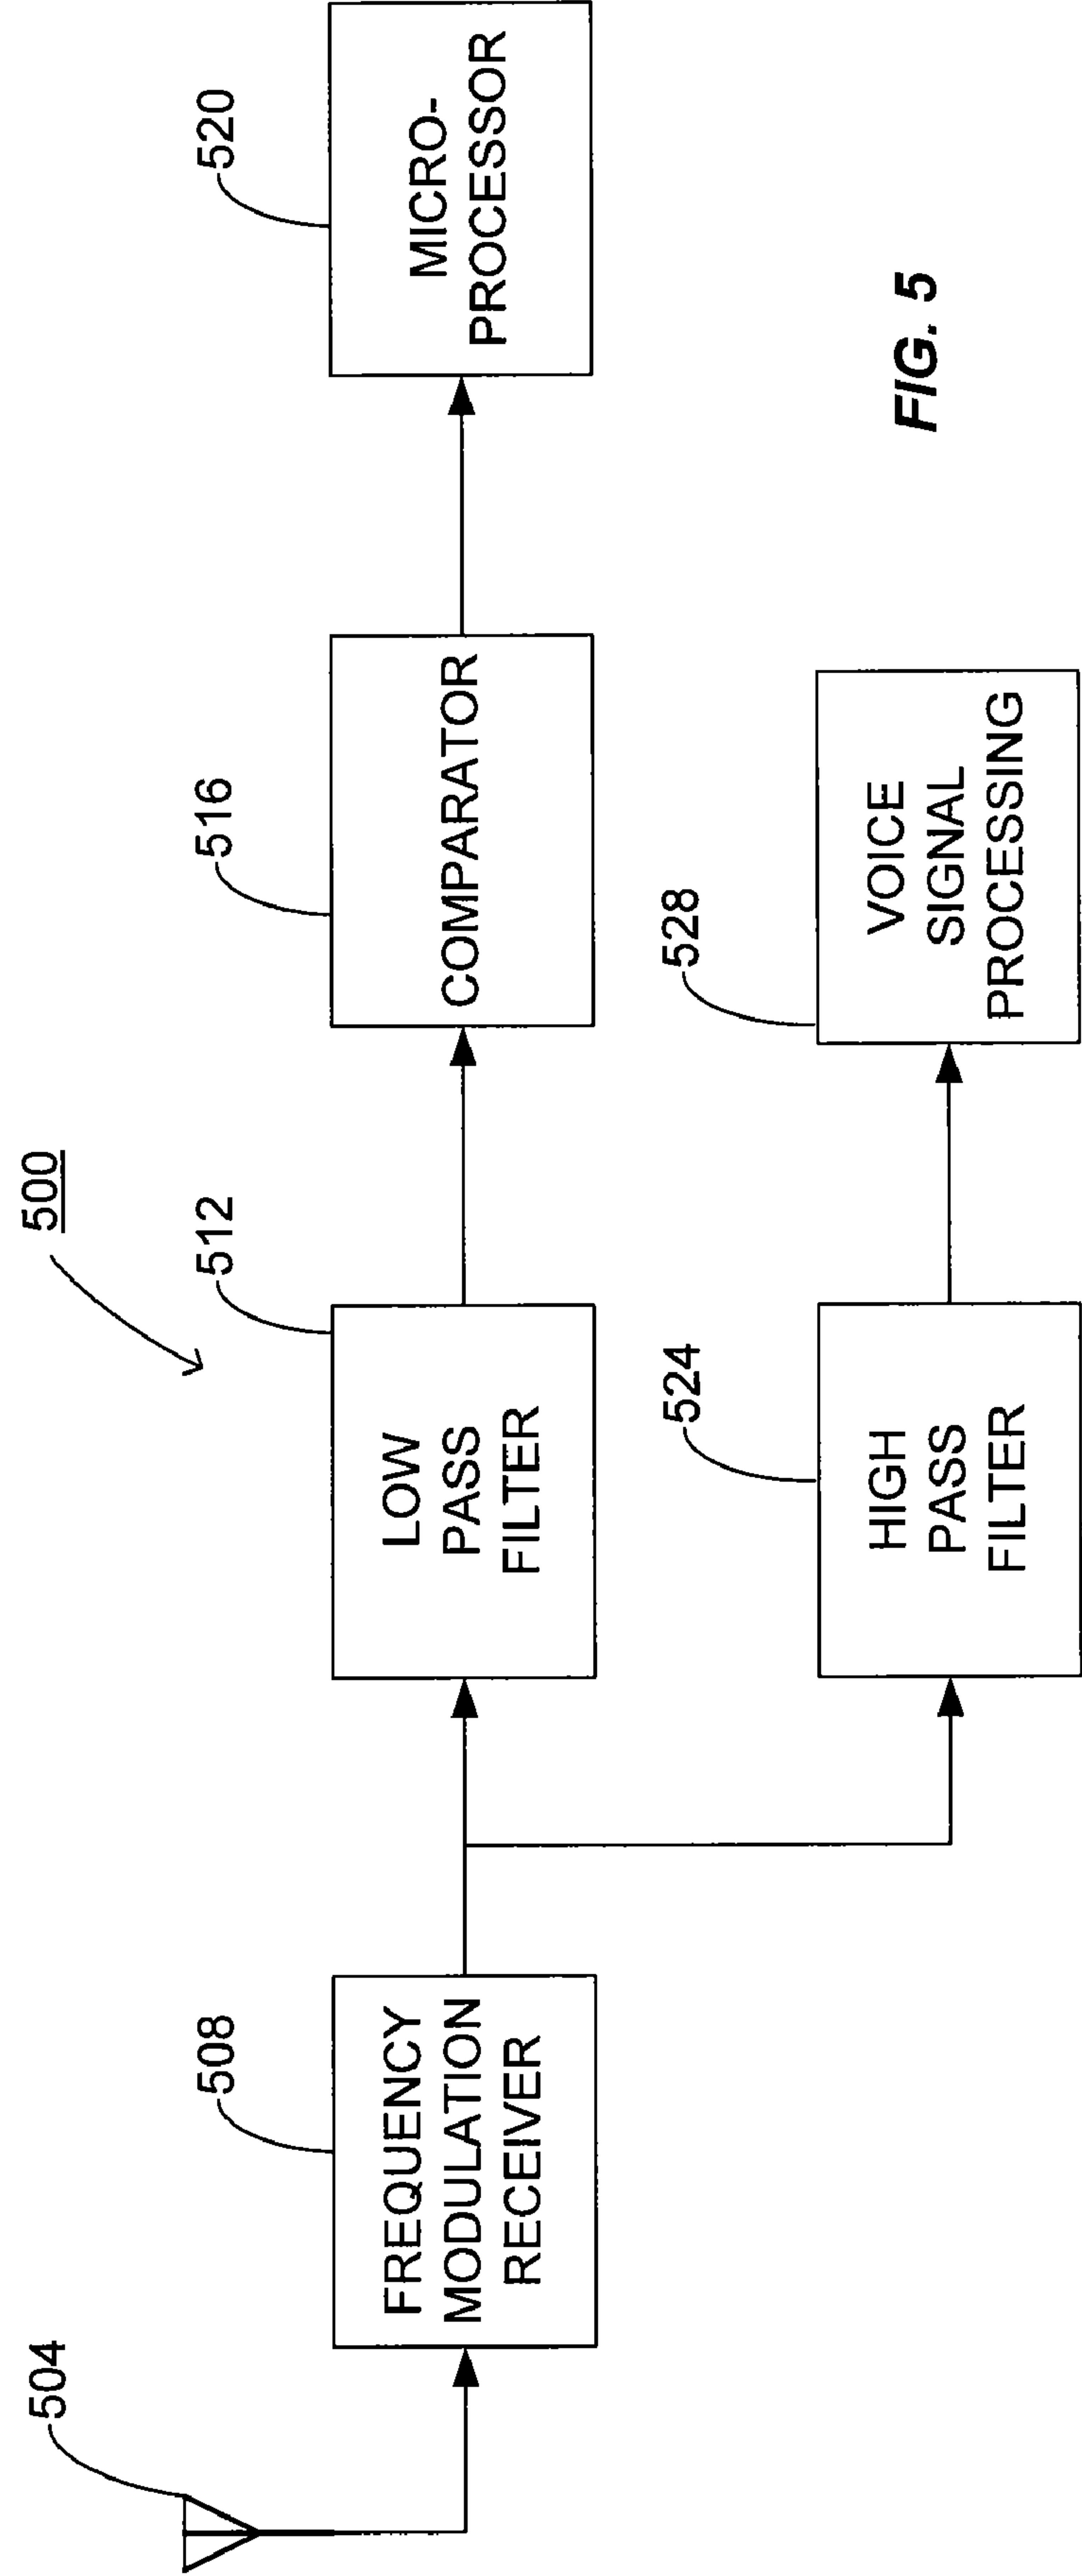 500
504
508
FREQUENCY
MODULATION
RECEIVER
512
LOW
PASS
FILTER
516
COMPARATOR
520
MICRO-
PROCESSOR
524
HIGH
PASS
FILTER
528
VOICE
SIGNAL
PROCESSING
FIG. 5